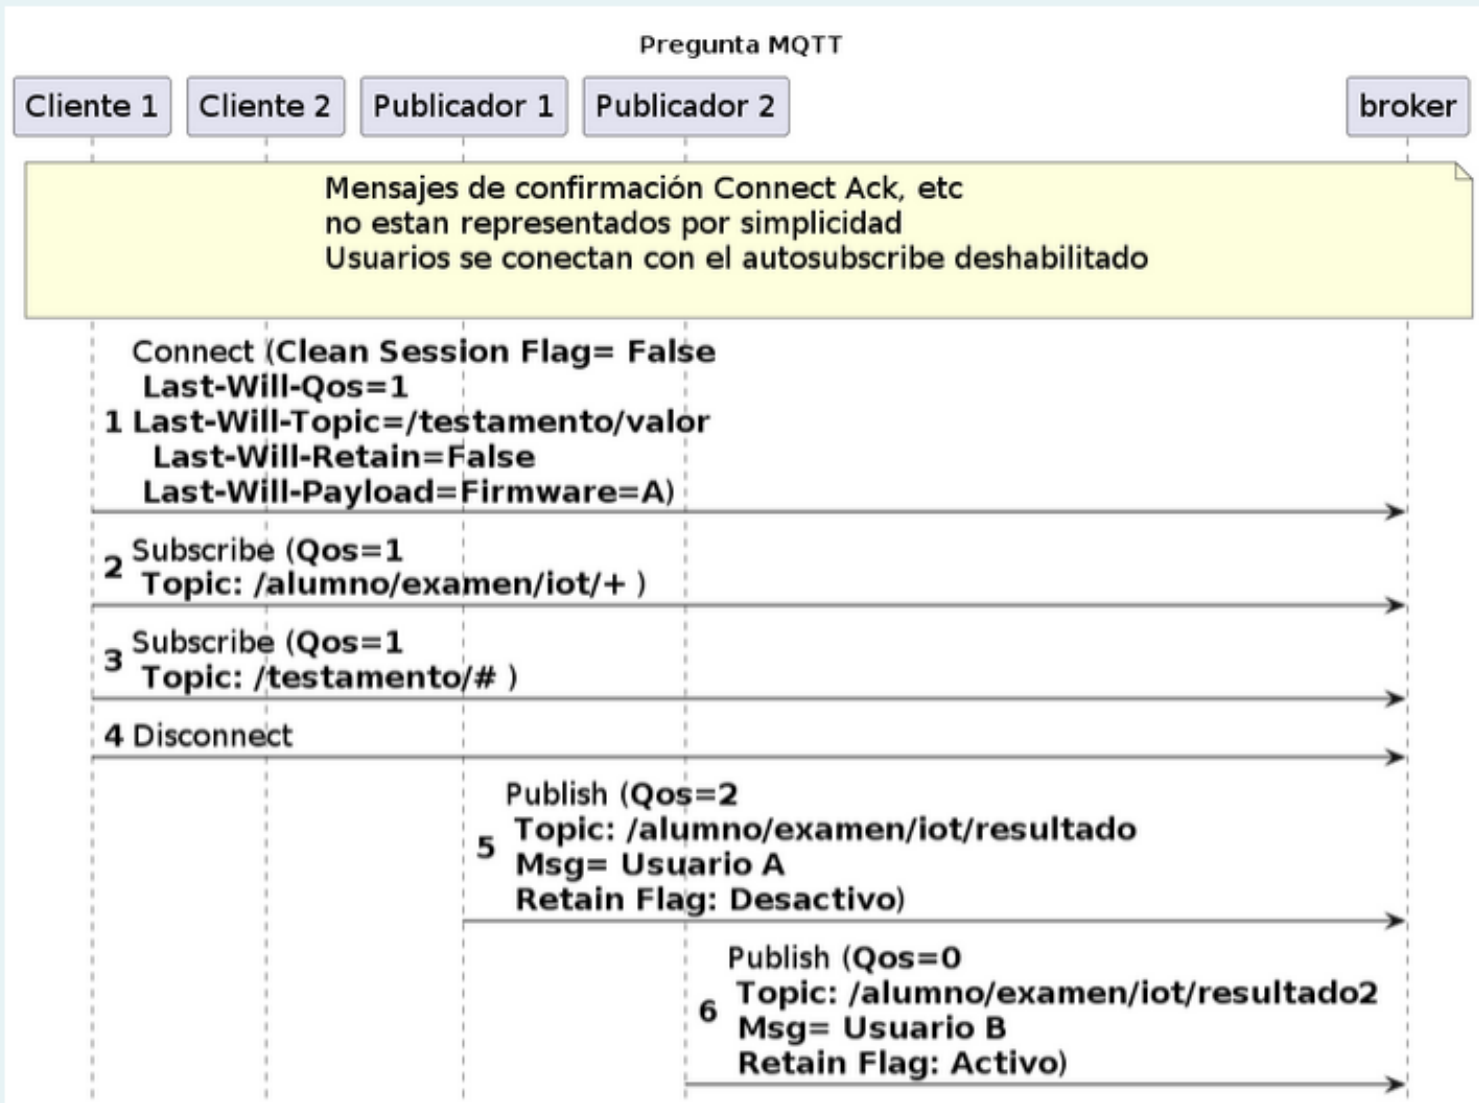 Pregunta MQTT
Cliente 1
Cliente 2
Publicador 1
Publicador 2
broker
Mensajes de confirmación Connect Ack, etc
no estan representados por simplicidad
Usuarios se conectan con el autosubscribe deshabilitado
Connect (Clean Session Flag= False
Last-Will-Qos=1
1 Last-Will-Topic=/testamento/valor
Last-Will-Retain=False
Last-Will-Payload=Firmware=A)
2 Subscribe (Qos=1
Topic: /alumno/examen/iot/+ )
3 Subscribe (Qos=1
Topic: /testamento/# )
4 Disconnect
Publish (Qos=2
Topic: /alumno/examen/iot/resultado
5 Msg= Usuario A
Retain Flag: Desactivo)
Publish (Qos=0
Topic: /alumno/examen/iot/resultado2
6 Msg= Usuario B
Retain Flag: Activo)